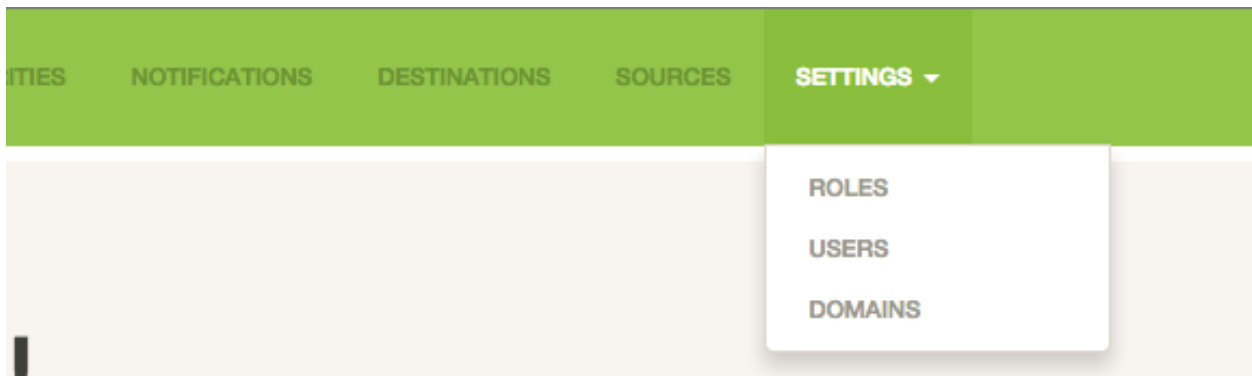 NOTIFICATIONS DESTINATIONS SOURCES SETTINGS
ROLES
USERS
DOMAINS